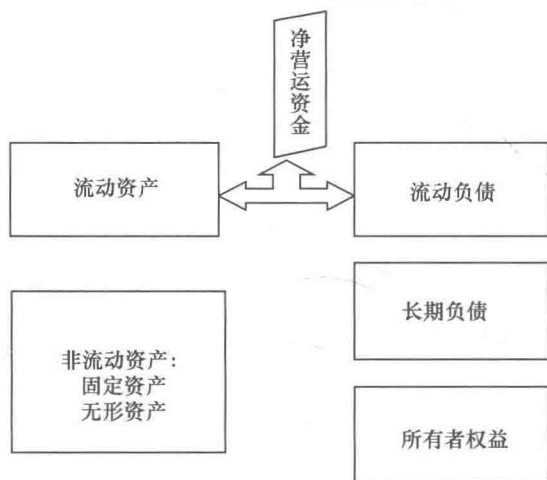 净营运资金
流动资产
流动负债
长期负债
非流动资产：
固定资产
无形资产
所有者权益